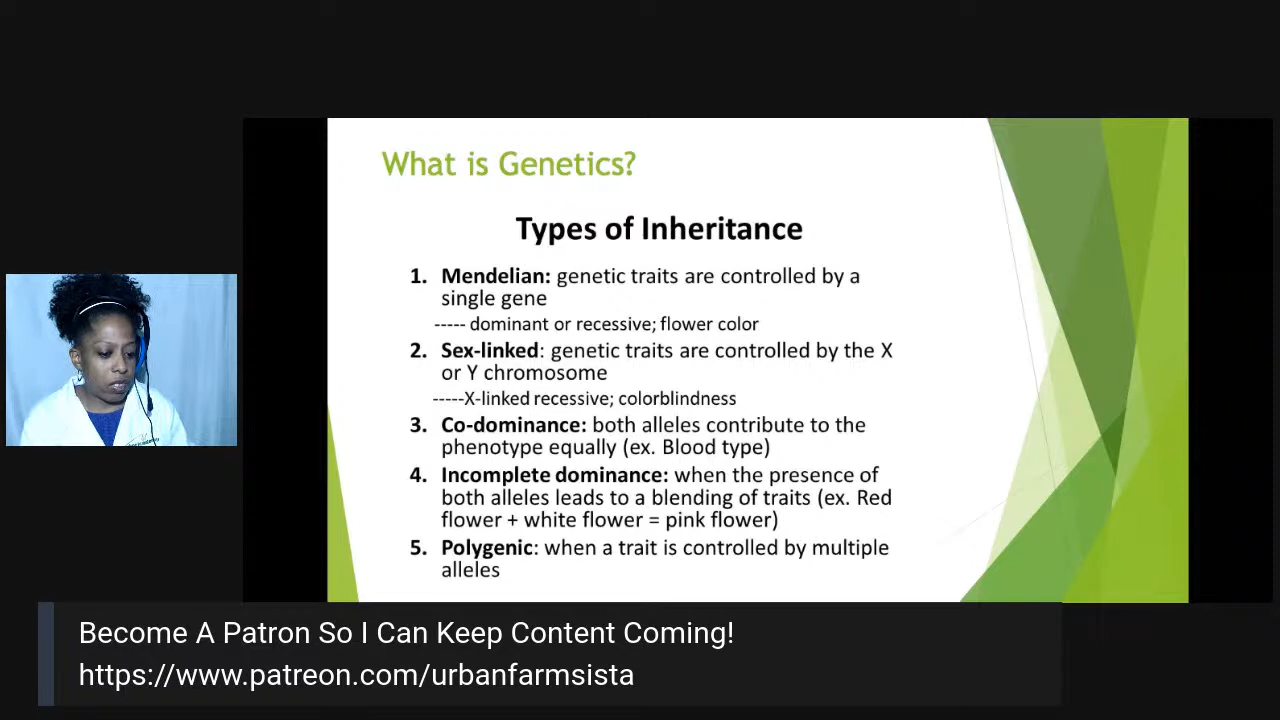 What is Genetics?
Types of Inheritance
1. Mendelian: genetic traits are controlled by a
single gene
----- dominant or recessive; flower color
2. Sex-linked: genetic traits are controlled by the X
or Y chromosome
-----X-linked recessive; colorblindness
3. Co-dominance: both alleles contribute to the
phenotype equally (ex. Blood type)
4. Incomplete dominance: when the presence of
both alleles leads to a blending of traits (ex. Red
flower + white flower = pink flower)
5. Polygenic: when a trait is controlled by multiple
alleles
Become A Patron So I Can Keep Content Coming!
https://www.patreon.com/urbanfarmsista